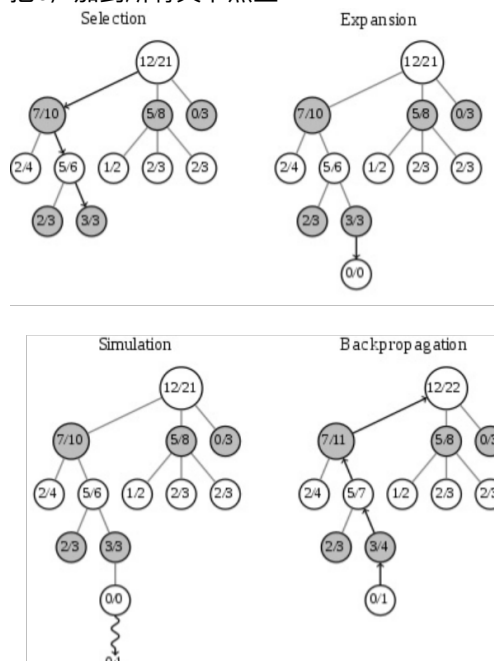 Selection Expansion
12/21 12/21
7/10 5/8 0/3 7/10 5/8 0/3
2/4 5/6 1/2 2/3 2/3 2/4 5/6 1/2 2/3 2/3
2/3 3/3 2/3 3/3
0/0
Simulation Backpropagation
12/21 12/22
7/10 5/8 0/3 7/11 5/8
2/4 5/6 1/2 2/3 2/3 2/4 5/7 1/2 2/3
2/3 3/3 2/3 3/4
0/0 0/1